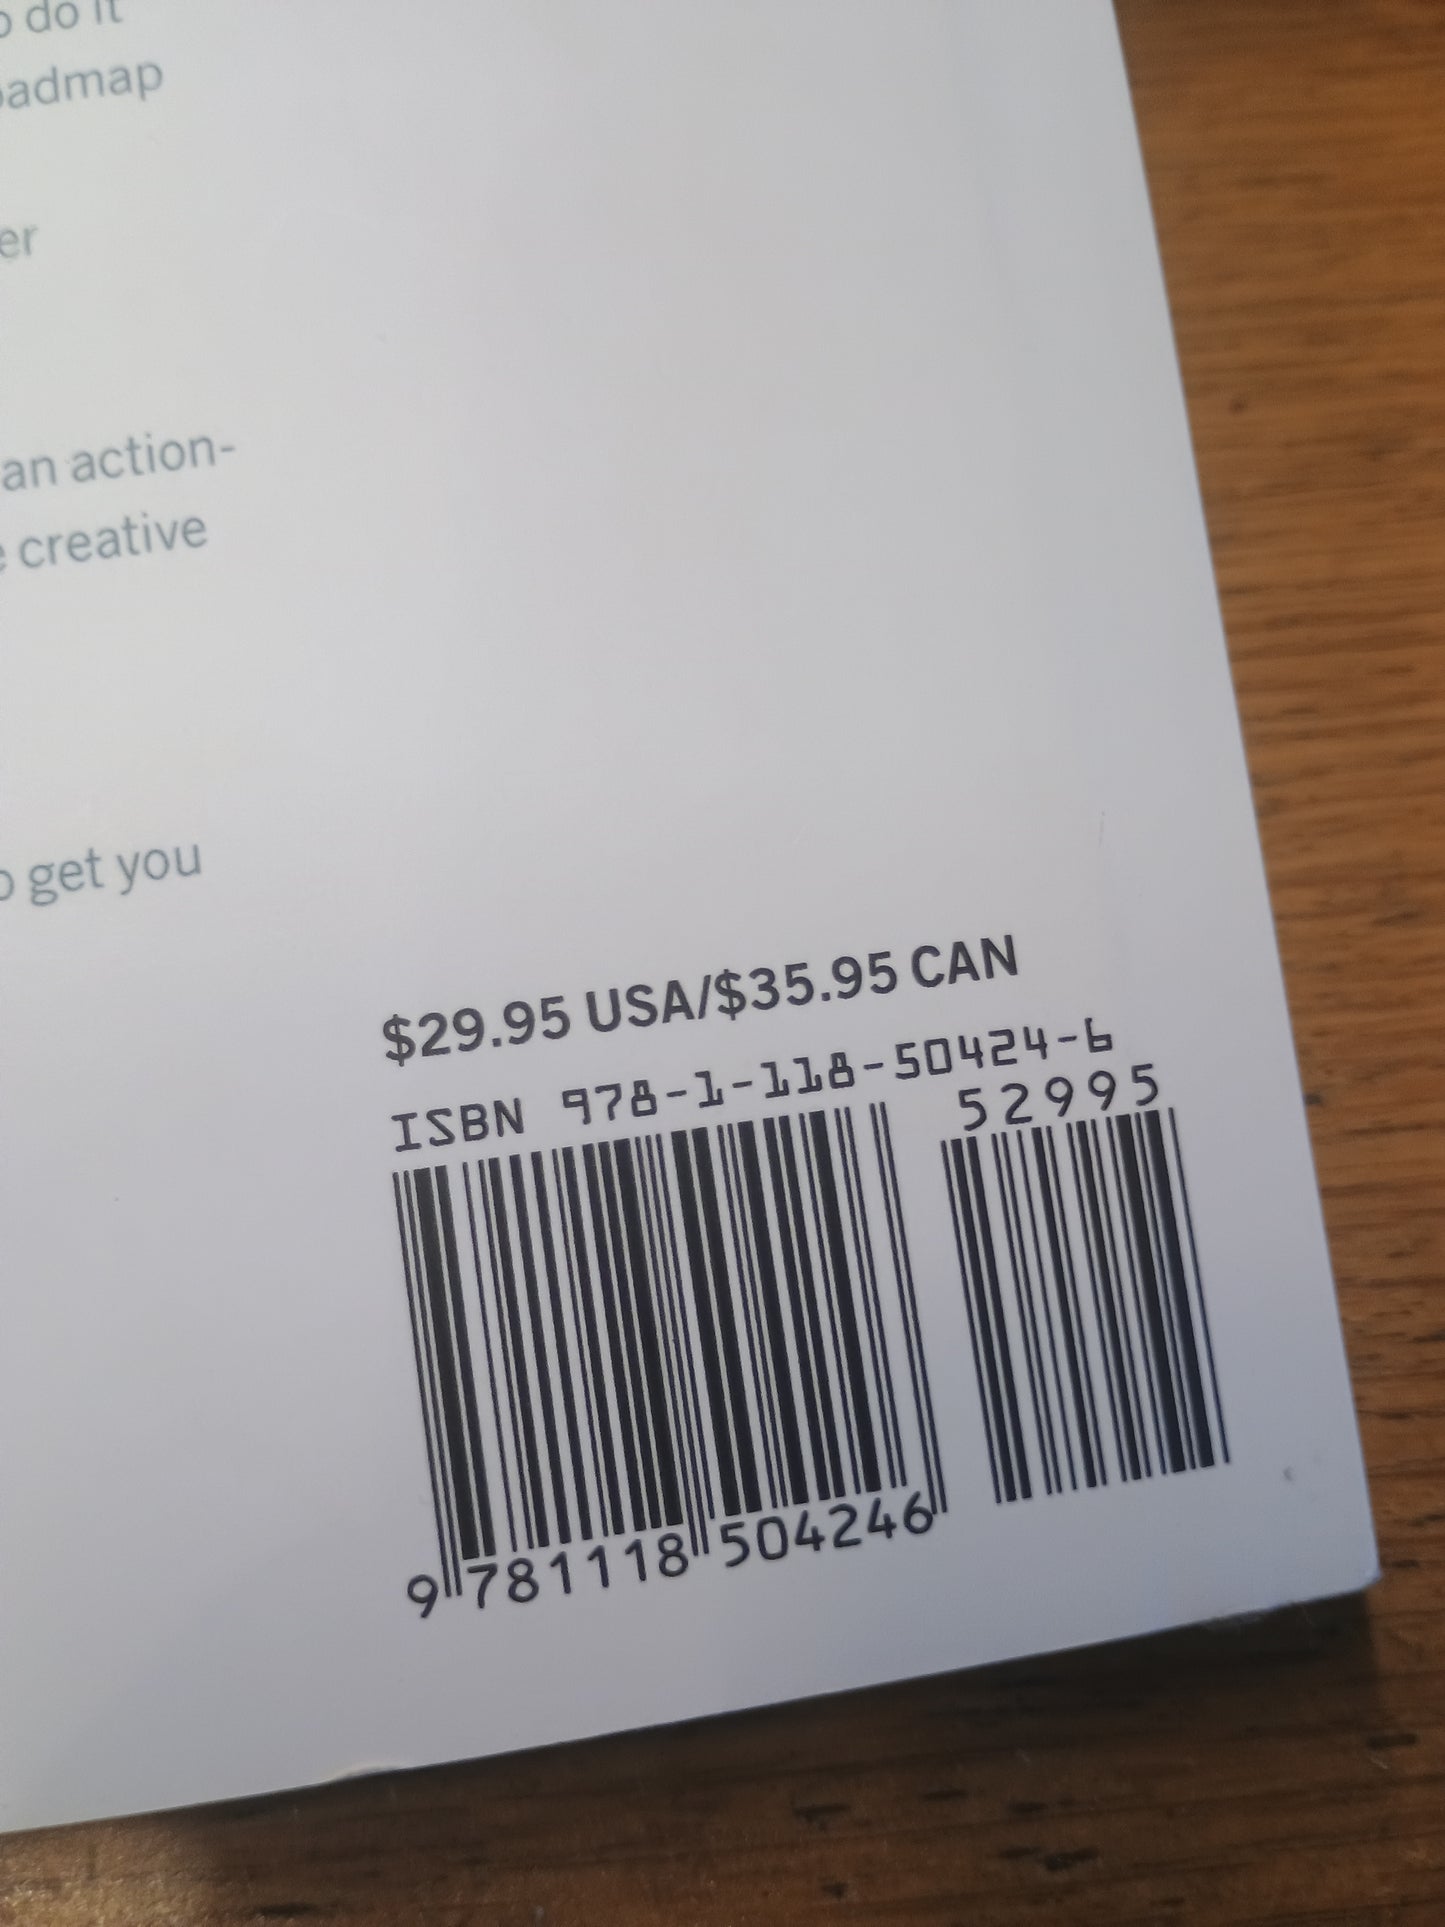 do it
roadmap
er
an action-
creative
get you
$29.95 USA/$35.95 CAN
ISBN 978-1-118-50424-6
52995
9 781118 504246